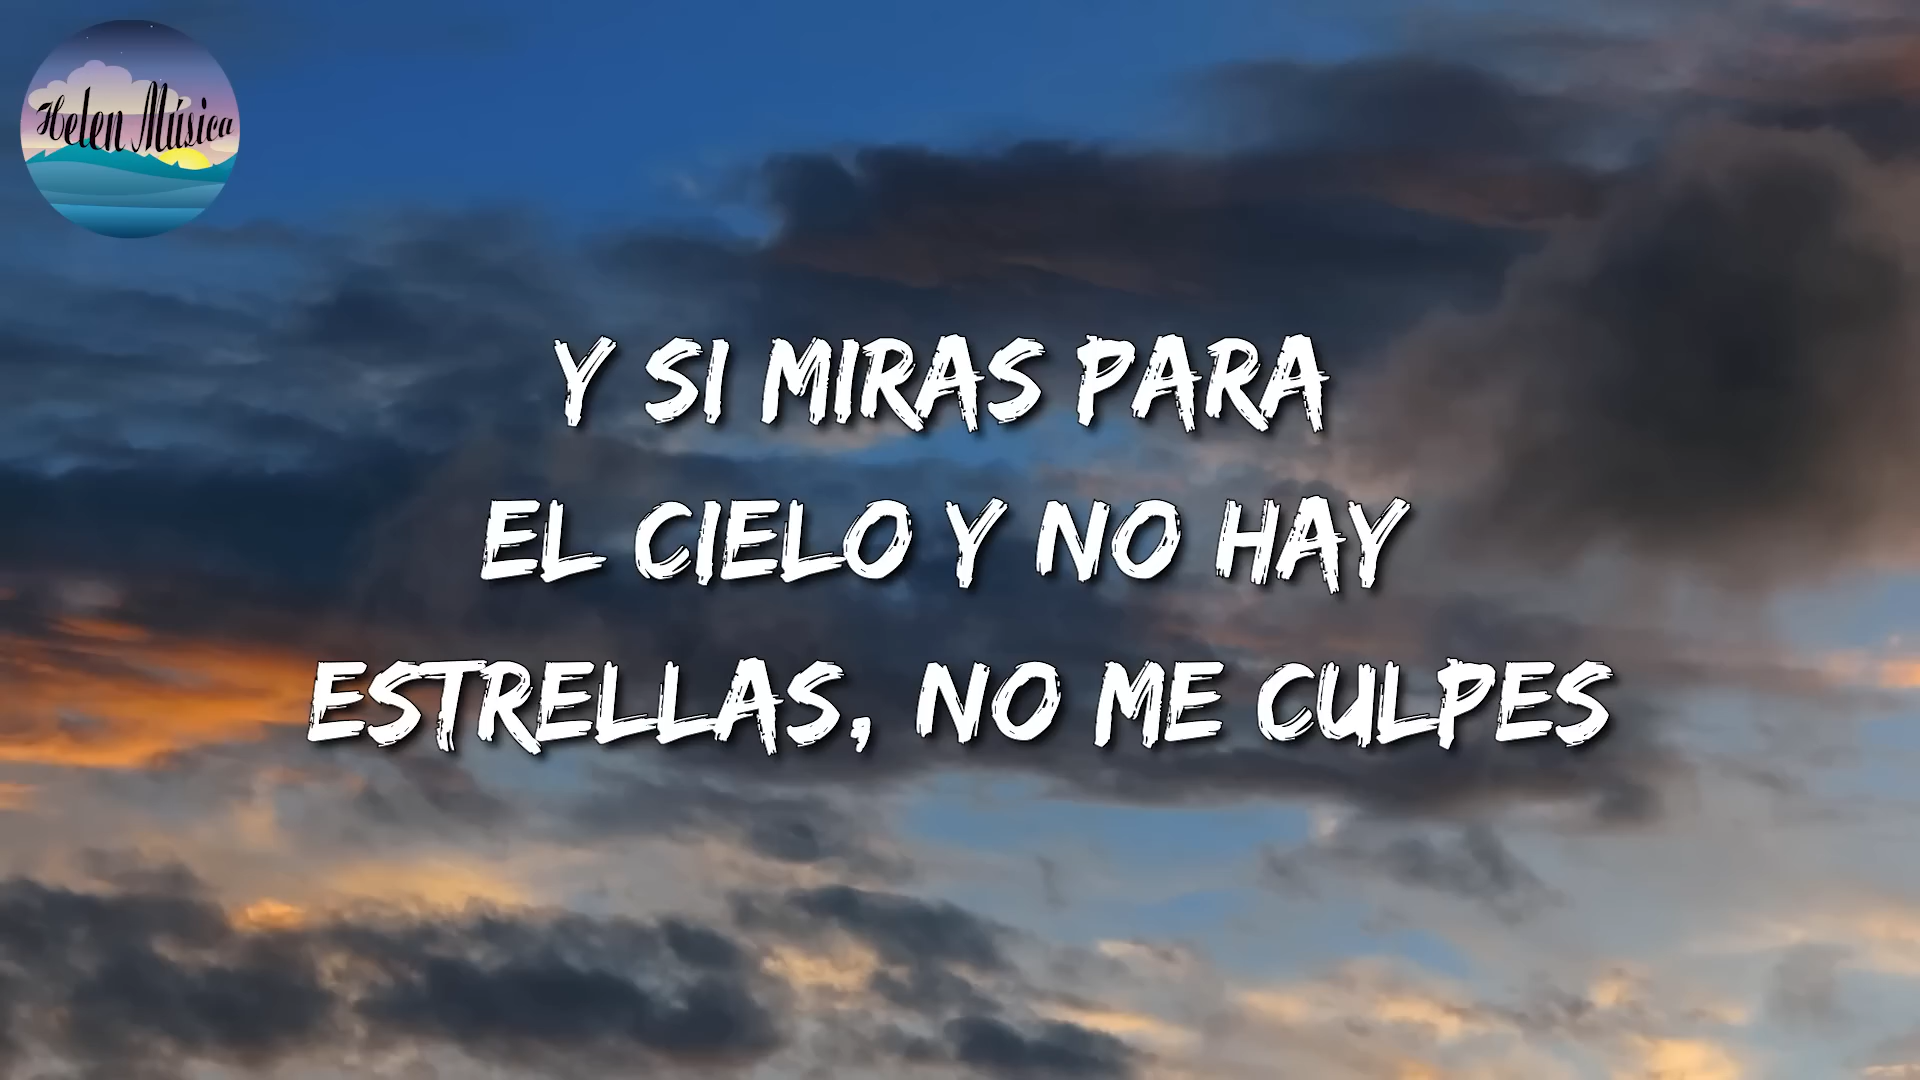 Helen Música
Y SI MIRAS PARA
EL CIELO Y NO HAY
ESTRELLAS, NO ME CULPES